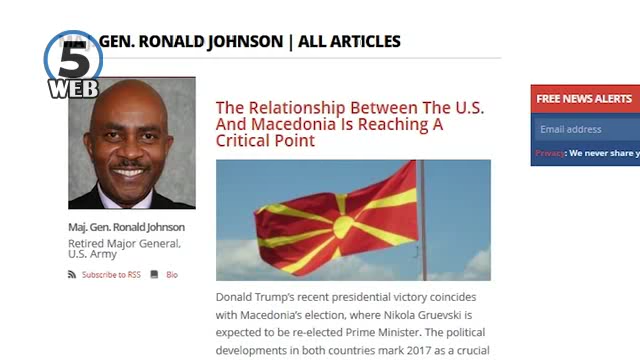 MAJ. GEN. RONALD JOHNSON | ALL ARTICLES
5
WEB
The Relationship Between The U.S.
And Macedonia Is Reaching A
Critical Point
FREE NEWS ALERTS
Email address
Privacy: We never share y
Maj. Gen. Ronald Johnson
Retired Major General,
U.S. Army
Subscribe to RSS
Bio
Donald Trump's recent presidential victory coincides
with Macedonia's election, where Nikola Gruevski is
expected to be re-elected Prime Minister. The political
developments in both countries mark 2017 as a crucial